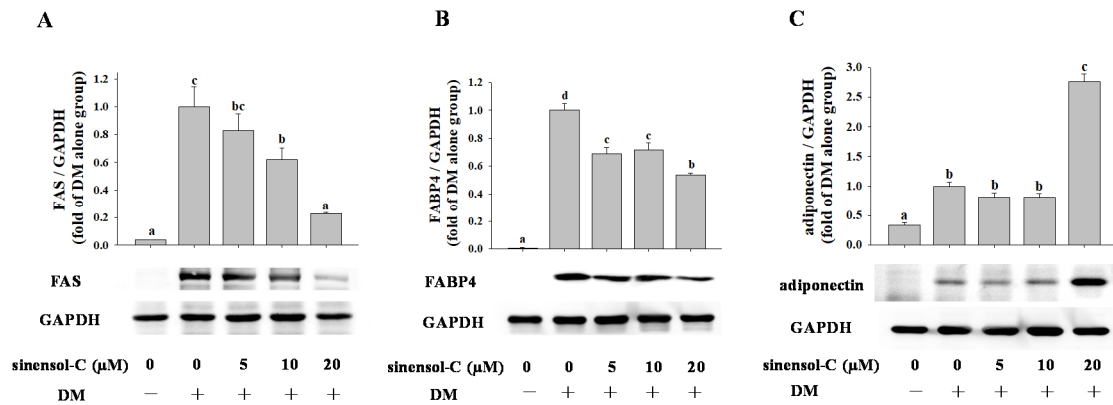 A
FAS / GAPDH
(fold of DM alone group)
1.2
1.0
0.8
0.6
0.4
0.2
0.0
a
c
bc
b
a
FAS
GAPDH
sinensol-C (μM) 0 0 5 10 20
DM — + + + +
B
FABP4 / GAPDH
(fold of DM alone group)
1.2
1.0
0.8
0.6
0.4
0.2
0.0
a
d
c
c
b
FABP4
GAPDH
sinensol-C (μM) 0 0 5 10 20
DM — + + + +
C
adiponectin / GAPDH
(fold of DM alone group)
3.0
2.5
2.0
1.5
1.0
0.5
0.0
a
b
b
b
c
adiponectin
GAPDH
sinensol-C (μM) 0 0 5 10 20
DM — + + + +